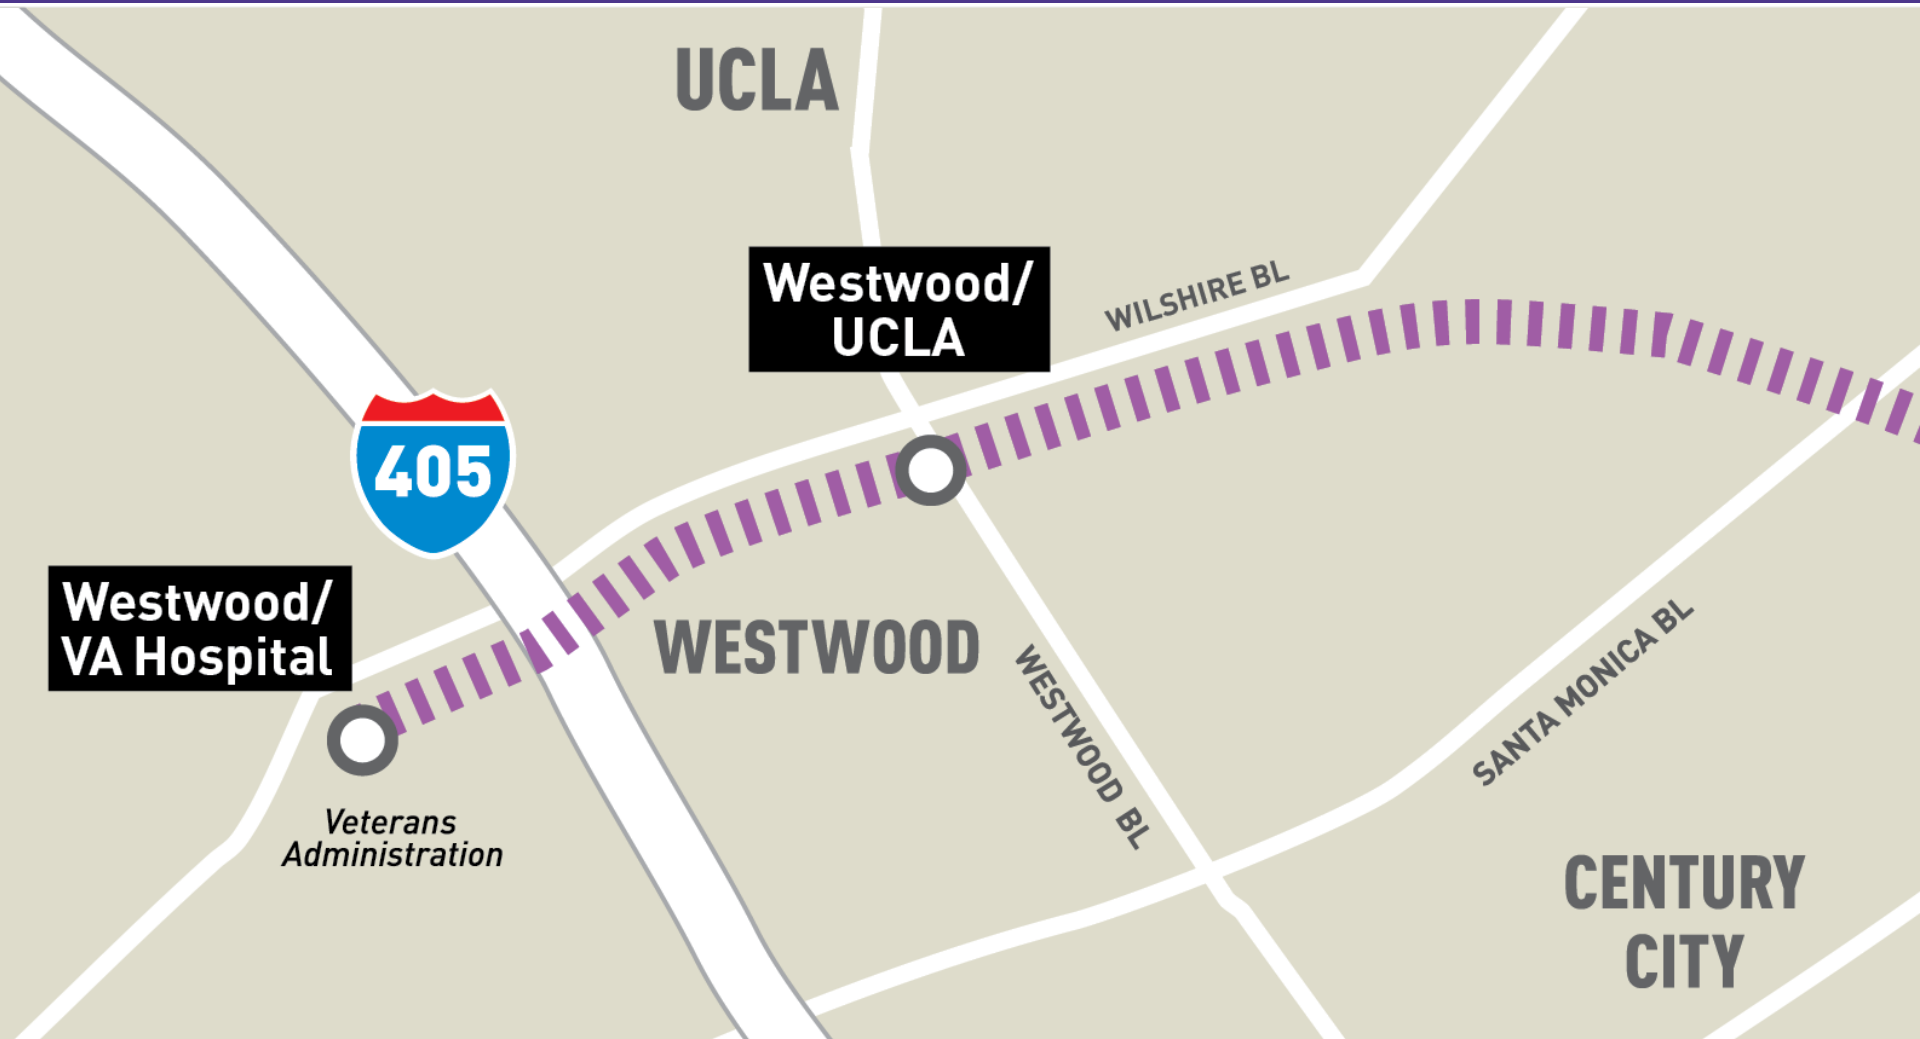 UCLA
Westwood/
UCLA
WILSHIRE BL
405
Westwood/
VA Hospital
WESTWOOD
WESTWOOD BL
SANTA MONICA BL
Veterans
Administration
CENTURY
CITY